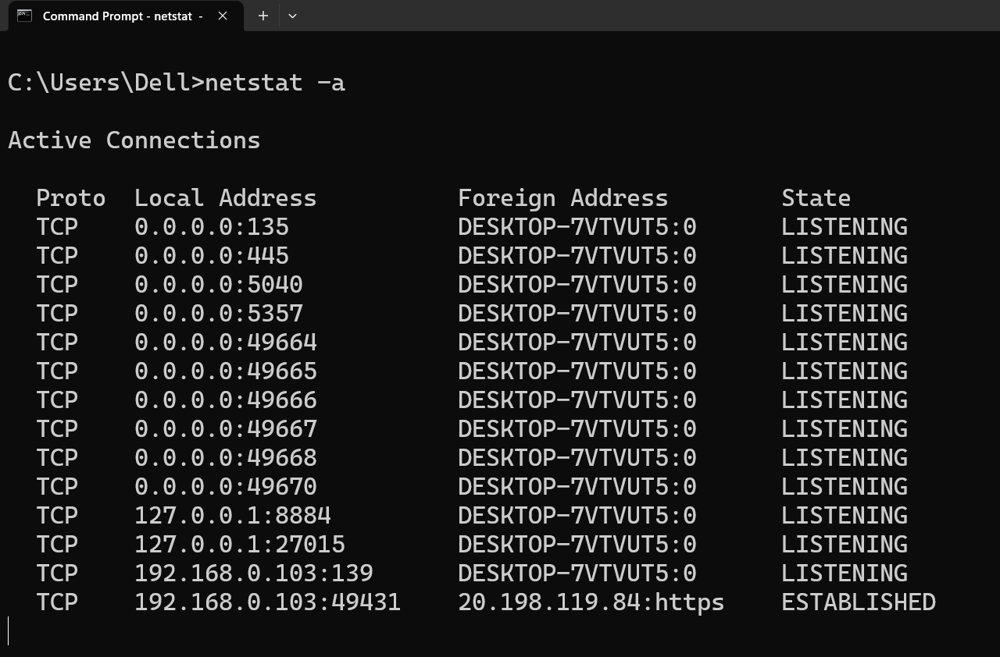 Command Prompt - netstat -
C:\Users\Dell>netstat -a
Active Connections
Proto  Local Address  Foreign Address  State
TCP  0.0.0.0:135  DESKTOP-7VTVUT5:0  LISTENING
TCP  0.0.0.0:445  DESKTOP-7VTVUT5:0  LISTENING
TCP  0.0.0.0:5040  DESKTOP-7VTVUT5:0  LISTENING
TCP  0.0.0.0:5357  DESKTOP-7VTVUT5:0  LISTENING
TCP  0.0.0.0:49664  DESKTOP-7VTVUT5:0  LISTENING
TCP  0.0.0.0:49665  DESKTOP-7VTVUT5:0  LISTENING
TCP  0.0.0.0:49666  DESKTOP-7VTVUT5:0  LISTENING
TCP  0.0.0.0:49667  DESKTOP-7VTVUT5:0  LISTENING
TCP  0.0.0.0:49668  DESKTOP-7VTVUT5:0  LISTENING
TCP  0.0.0.0:49670  DESKTOP-7VTVUT5:0  LISTENING
TCP  127.0.0.1:8884  DESKTOP-7VTVUT5:0  LISTENING
TCP  127.0.0.1:27015  DESKTOP-7VTVUT5:0  LISTENING
TCP  192.168.0.103:139  DESKTOP-7VTVUT5:0  LISTENING
TCP  192.168.0.103:49431  20.198.119.84:https  ESTABLISHED